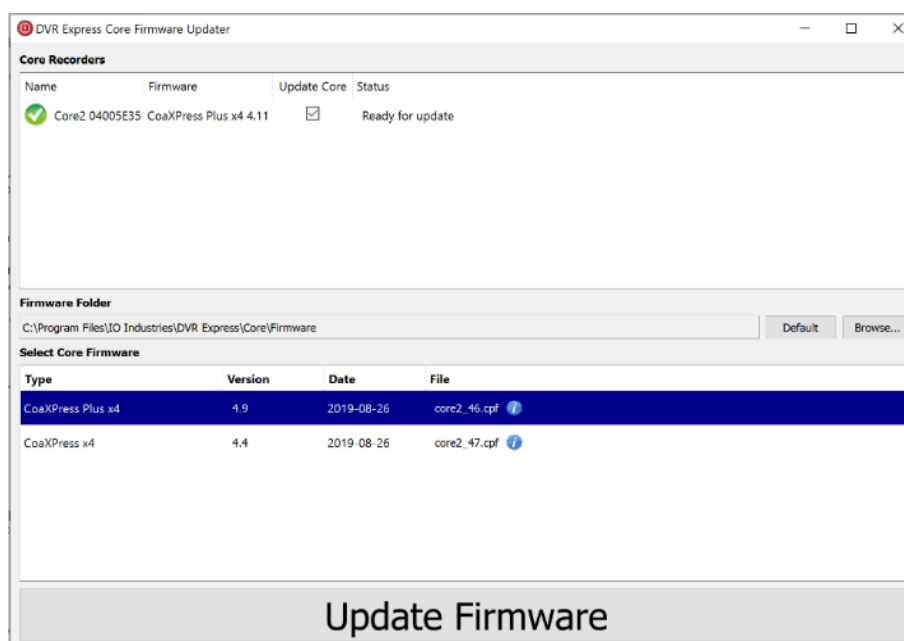 DVR Express Core Firmware Updater
Core Recorders
Name Firmware Update Core Status
Core2 04005E35 CoaXPress Plus x4 4.11 Ready for update
Firmware Folder
C:\Program Files\IO Industries\DVR Express\Core\Firmware Default Browse...
Select Core Firmware
Type Version Date File
CoaXPress Plus x4 4.9 2019-08-26 core2_46.cpf
CoaXPress x4 4.4 2019-08-26 core2_47.cpf
Update Firmware